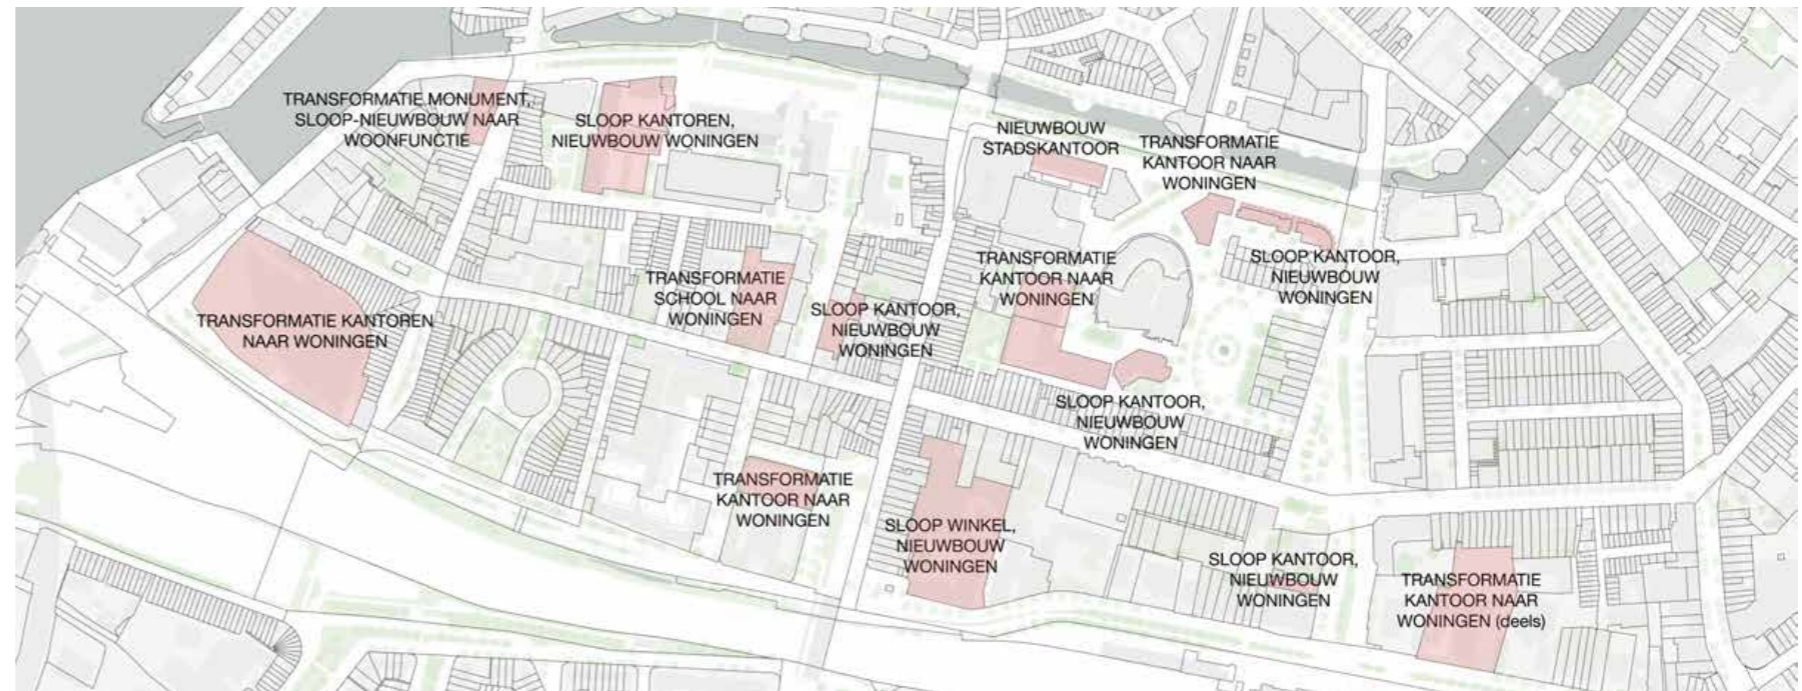 TRANSFORMATIE MONUMENT,
SLOOP-NIEUWBOUW NAAR
WOONFUNCTIE
SLOOP KANTOREN,
NIEUWBOUW WONINGEN
NIEUWBOUW
STADSKANTOOR
TRANSFORMATIE
KANTOOR NAAR
WONINGEN
TRANSFORMATIE
SCHOOL NAAR
WONINGEN
TRANSFORMATIE
KANTOOR NAAR
WONINGEN
SLOOP KANTOOR,
NIEUWBOUW
WONINGEN
TRANSFORMATIE KANTOREN
NAAR WONINGEN
SLOOP KANTOOR,
NIEUWBOUW
WONINGEN
SLOOP KANTOOR,
NIEUWBOUW
WONINGEN
TRANSFORMATIE
KANTOOR NAAR
WONINGEN
SLOOP WINKEL,
NIEUWBOUW
WONINGEN
SLOOP KANTOOR,
NIEUWBOUW
WONINGEN
TRANSFORMATIE
KANTOOR NAAR
WONINGEN (deels)